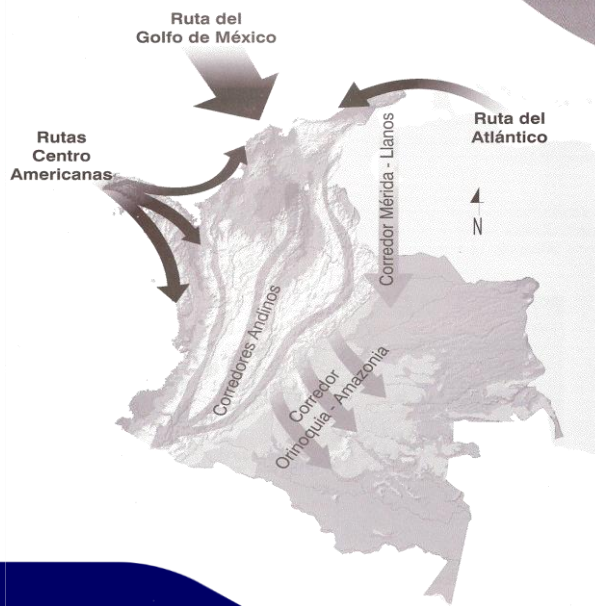 Ruta del
Golfo de México
Rutas
Centro
Americanas
Ruta del
Atlántico
N
Corredor Mérida - Llanos
Corredores Andinos
Corredor
Orinoquia - Amazonia